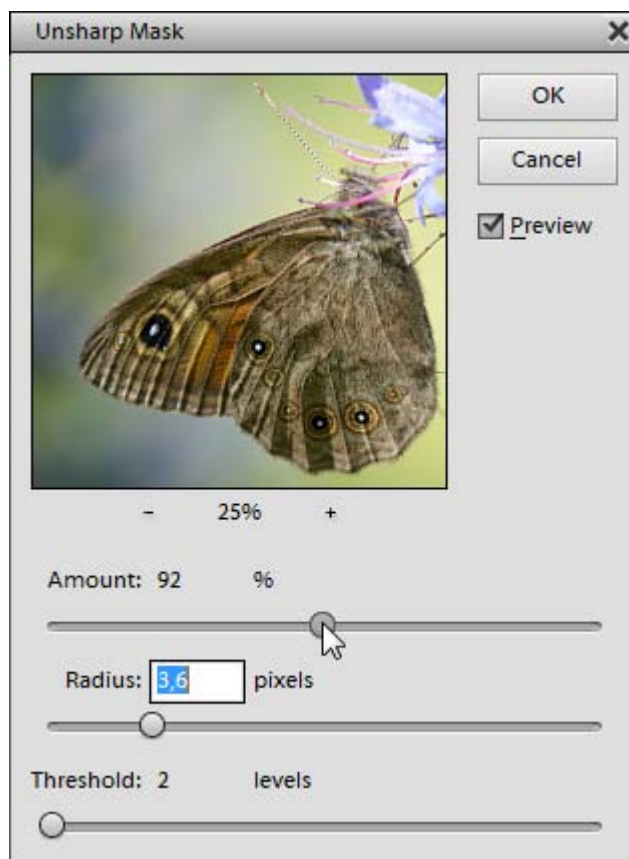 Unsharp Mask
OK
Cancel
Preview
- 25% +
Amount: 92 %
Radius: 3,6 pixels
Threshold: 2 levels